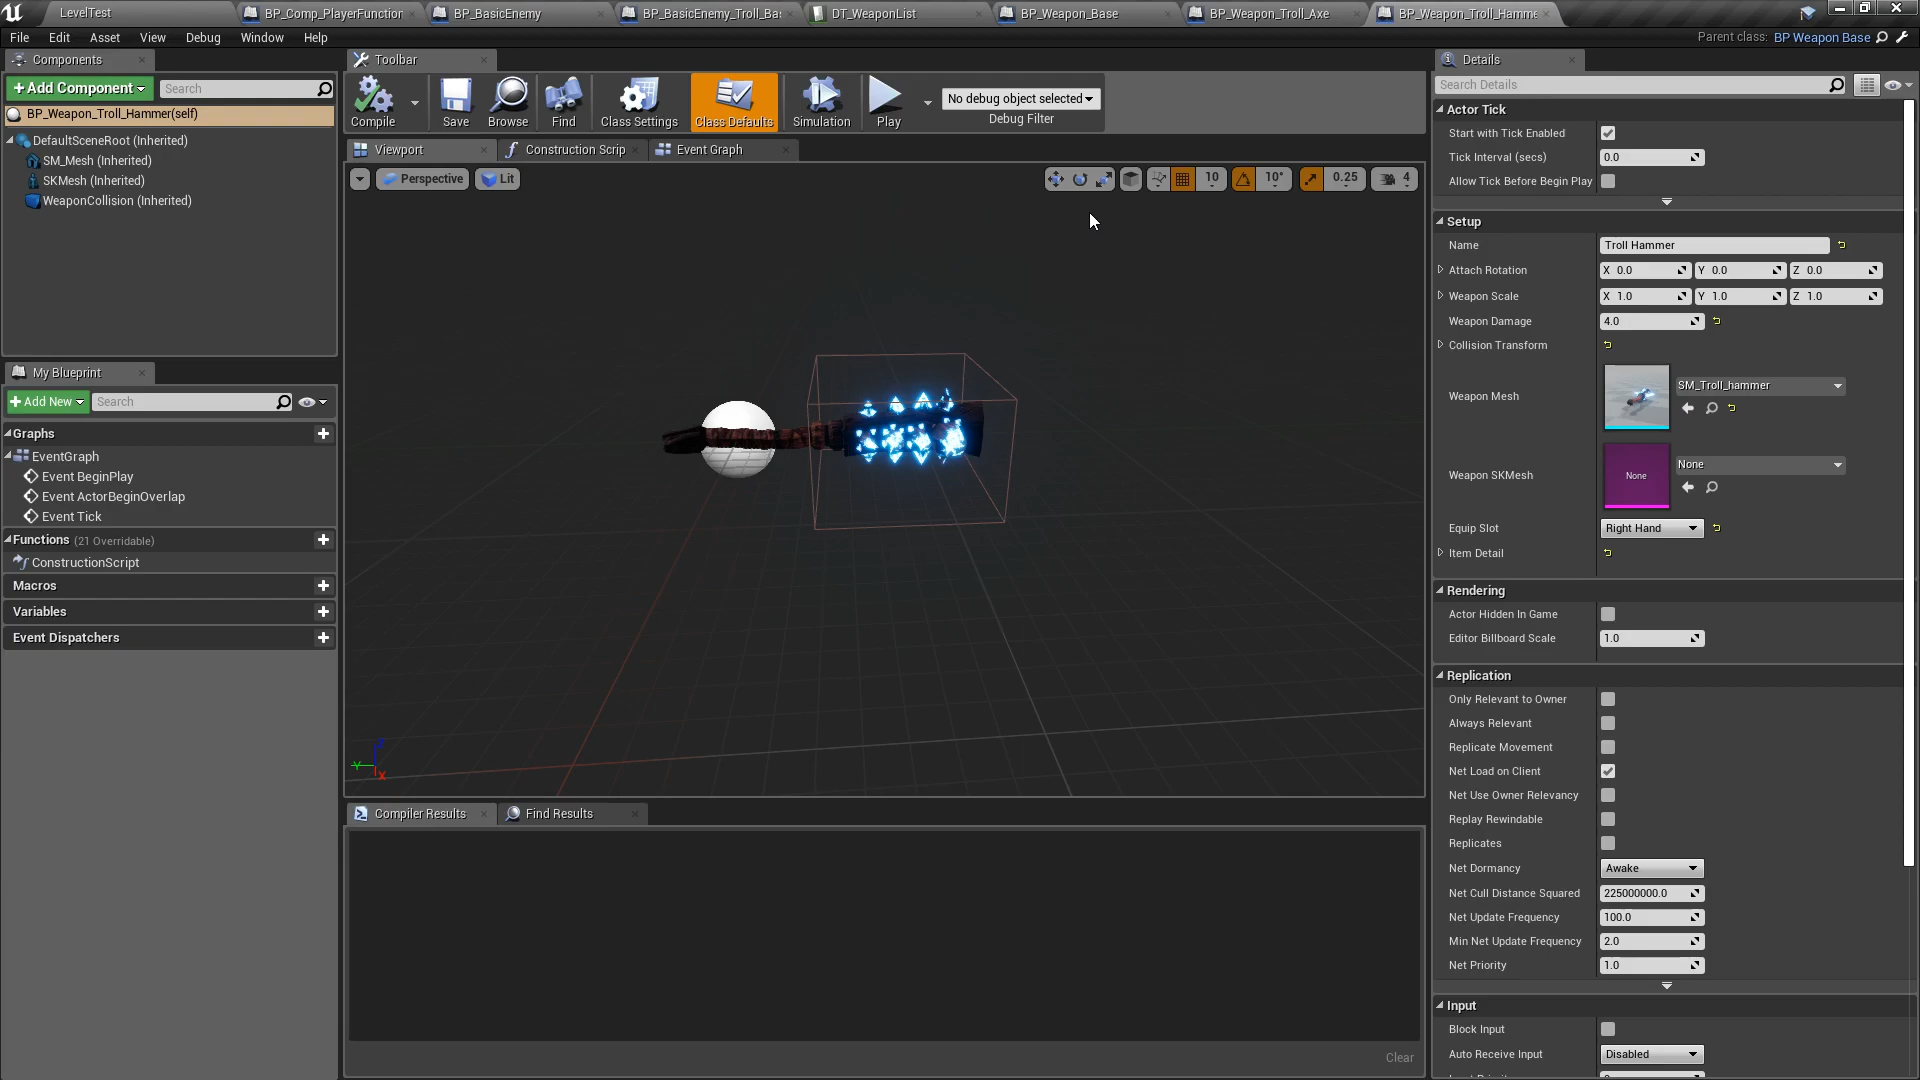 LevelTest
BP_Comp_PlayerFunction
BP_BasicEnemy
BP_BasicEnemy_Troll_Ba
DT_WeaponList
BP_Weapon_Base
BP_Weapon_Troll_Axe
BP_Weapon_Troll_Hamme
File Edit Asset View Debug Window Help
Parent class: BP Weapon Base
Components
+Add Component
Search
BP_Weapon_Troll_Hammer(self)
DefaultSceneRoot (Inherited)
SM_Mesh (Inherited)
SKMesh (Inherited)
WeaponCollision (Inherited)
My Blueprint
+Add New
Search
Graphs
EventGraph
Event BeginPlay
Event ActorBeginOverlap
Event Tick
Functions (21 Overridable)
ConstructionScript
Macros
Variables
Event Dispatchers
Toolbar
Compile
Save
Browse
Find
Class Settings
Class Defaults
Simulation
Play
No debug object selected
Debug Filter
Viewport
Construction Scrip
Event Graph
Perspective
Lit
10
10°
0.25
4
Z
Y
X
Compiler Results
Find Results
Clear
Details
Search Details
Actor Tick
Start with Tick Enabled
Tick Interval (secs) 0.0
Allow Tick Before Begin Play
Setup
Name Troll Hammer
Attach Rotation X 0.0 Y 0.0 Z 0.0
Weapon Scale X 1.0 Y 1.0 Z 1.0
Weapon Damage 4.0
Collision Transform
Weapon Mesh SM_Troll_hammer
Weapon SKMesh None None
Equip Slot Right Hand
Item Detail
Rendering
Actor Hidden In Game
Editor Billboard Scale 1.0
Replication
Only Relevant to Owner
Always Relevant
Replicate Movement
Net Load on Client
Net Use Owner Relevancy
Replay Rewindable
Replicates
Net Dormancy Awake
Net Cull Distance Squared 225000000.0
Net Update Frequency 100.0
Min Net Update Frequency 2.0
Net Priority 1.0
Input
Block Input
Auto Receive Input Disabled